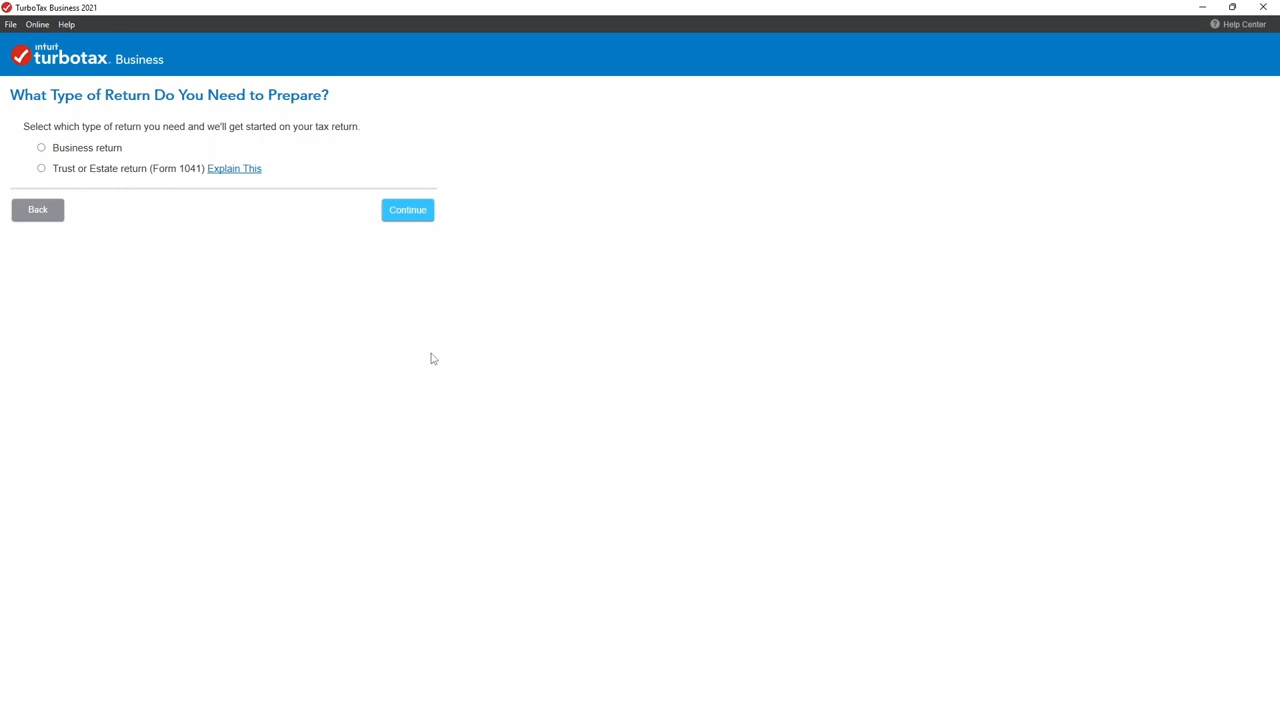 TurboTax Business 2021
File Online Help
Help Center
intuit
turbotax. Business
What Type of Return Do You Need to Prepare?
Select which type of return you need and we'll get started on your tax return.
Business return
Trust or Estate return (Form 1041) Explain This
Back
Continue